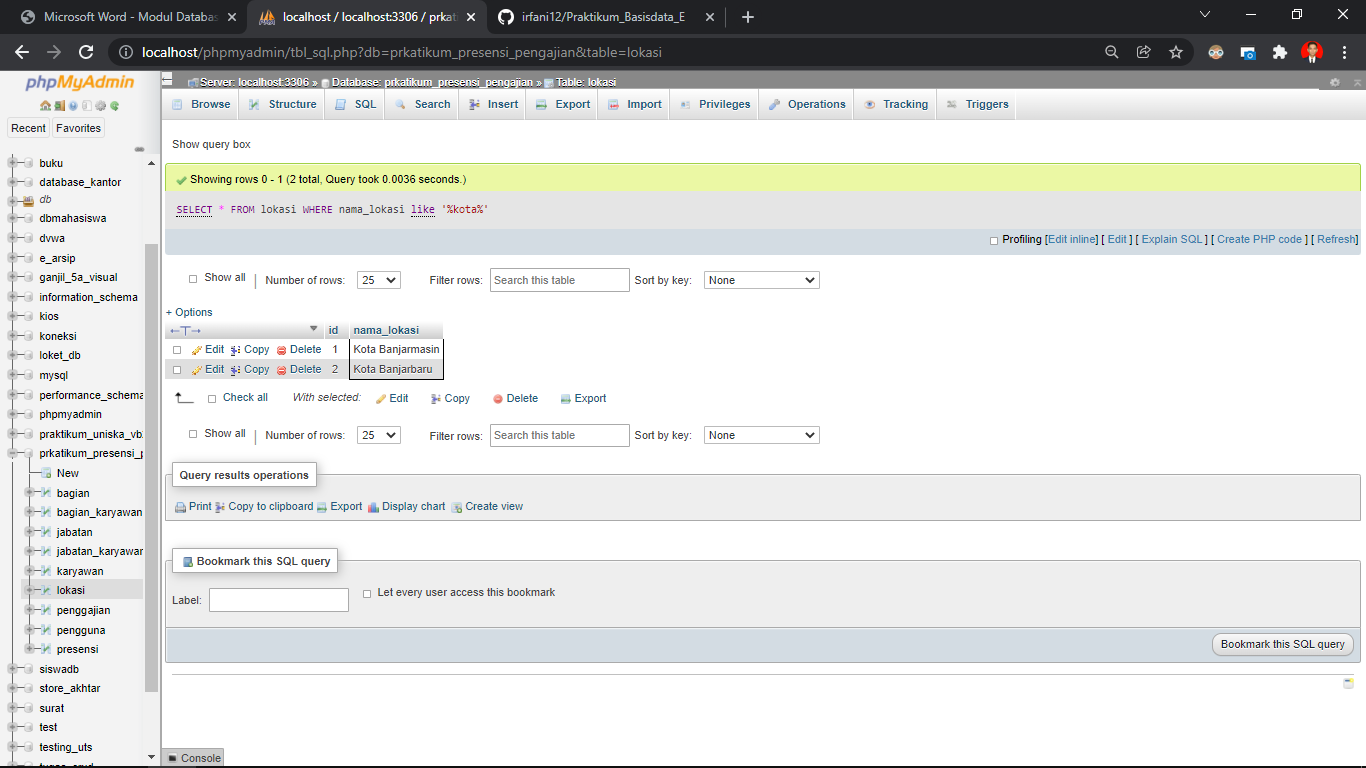 Microsoft Word - Modul Databas
localhost / localhost:3306 / prkati
irfani12/Praktikum_Basisdata_E
localhost/phpmyadmin/tbl_sql.php?db=prkatikum_presensi_pengajian&table=lokasi
phpMyAdmin
Recent Favorites
buku
database_kantor
db
dbmahasiswa
dvwa
e_arsip
ganjil_5a_visual
information_schema
kios
koneksi
loket_db
mysql
performance_schema
phpmyadmin
praktikum_uniska_vb
prkatikum_presensi_p
New
bagian
bagian_karyawan
jabatan
jabatan_karyawan
karyawan
lokasi
penggajian
pengguna
presensi
siswadb
store_akhtar
surat
test
testing_uts
Server: localhost:3306 » Database: prkatikum_presensi_pengajian » Table: lokasi
Browse Structure SQL Search Insert Export Import Privileges Operations Tracking Triggers
Show query box
Showing rows 0 - 1 (2 total, Query took 0.0036 seconds.)
SELECT * FROM lokasi WHERE nama_lokasi like '%kota%'
Profiling [Edit inline] [ Edit ] [ Explain SQL ] [ Create PHP code ] [ Refresh]
Show all | Number of rows: 25 Filter rows: Search this table Sort by key: None
+ Options
←T→ id nama_lokasi
Edit Copy Delete 1 Kota Banjarmasin
Edit Copy Delete 2 Kota Banjarbaru
Check all With selected: Edit Copy Delete Export
Show all | Number of rows: 25 Filter rows: Search this table Sort by key: None
Query results operations
Print Copy to clipboard Export Display chart Create view
Bookmark this SQL query
Label: Let every user access this bookmark
Bookmark this SQL query
Console